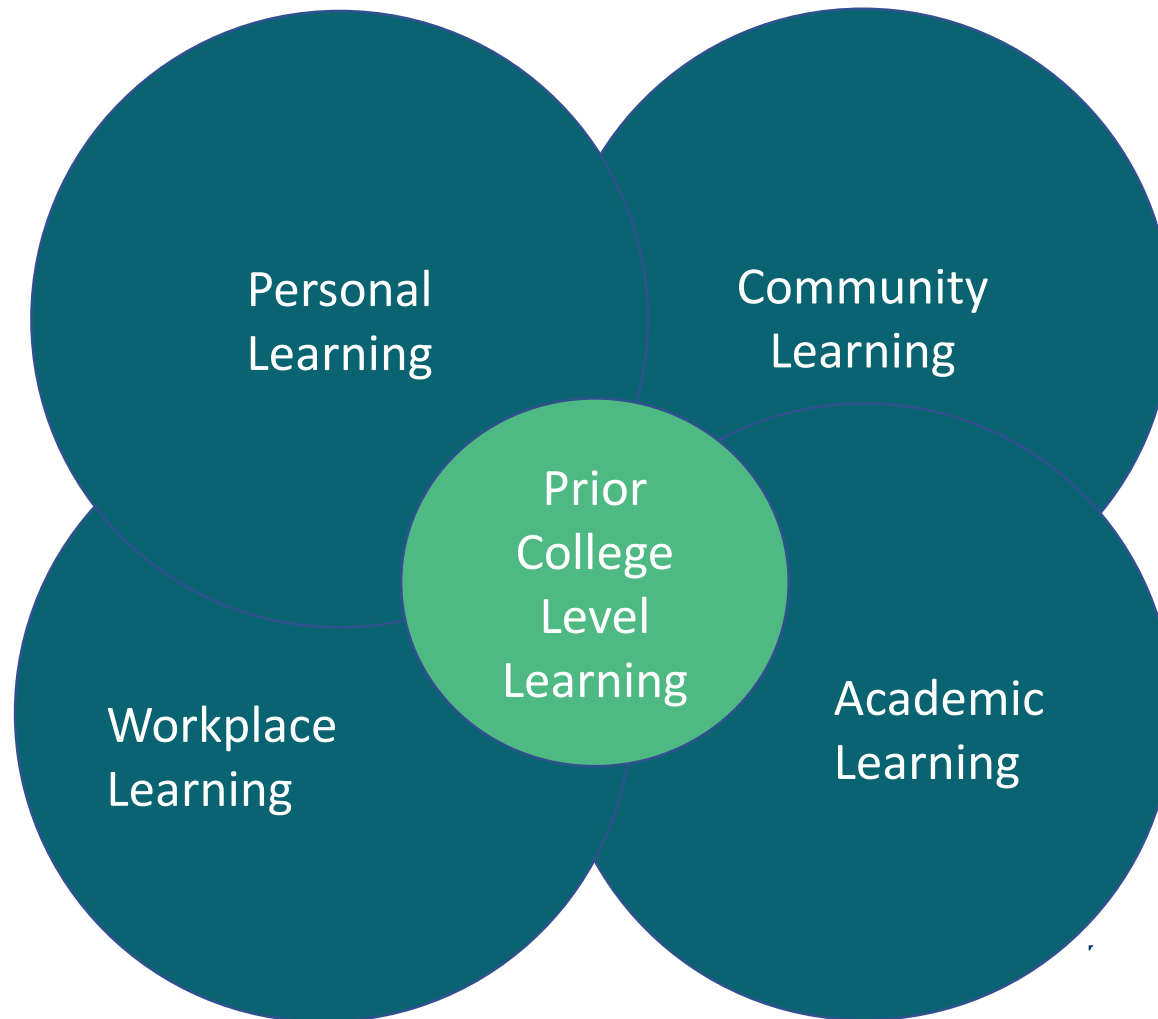 Personal
Learning
Community
Learning
Prior
College
Level
Learning
Workplace
Learning
Academic
Learning